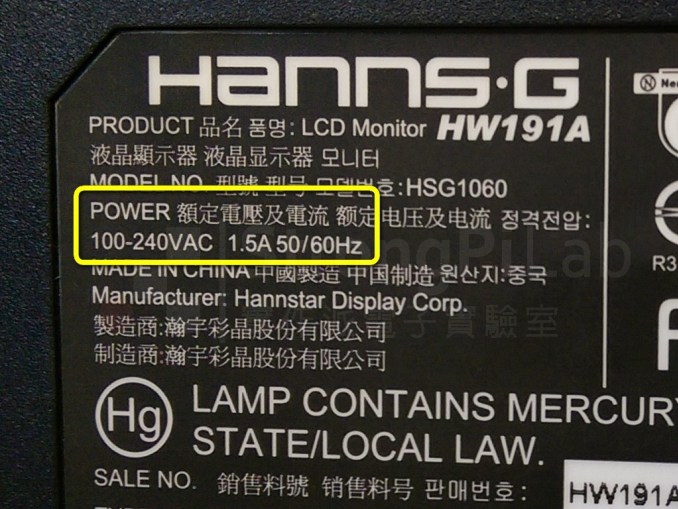 HANNS·G
PRODUCT 品名 품명: LCD Monitor HW191A
液晶顯示器 液晶显示器 모니터
MODEL NO. 型號 型号 모델번호:HSG1060
POWER 額定電壓及電流 额定电压及电流 정격전압:
100-240VAC 1.5A 50/60Hz
MADE IN CHINA 中國製造 中国制造 원산지:중국
Manufacturer: Hannstar Display Corp.
製造商:瀚宇彩晶股份有限公司
制造商:瀚宇彩晶股份有限公司
Hg
LAMP CONTAINS MERCURY
STATE/LOCAL LAW.
SALE NO. 銷售料號 销售料号 판매번호:
HW191A
N
R3